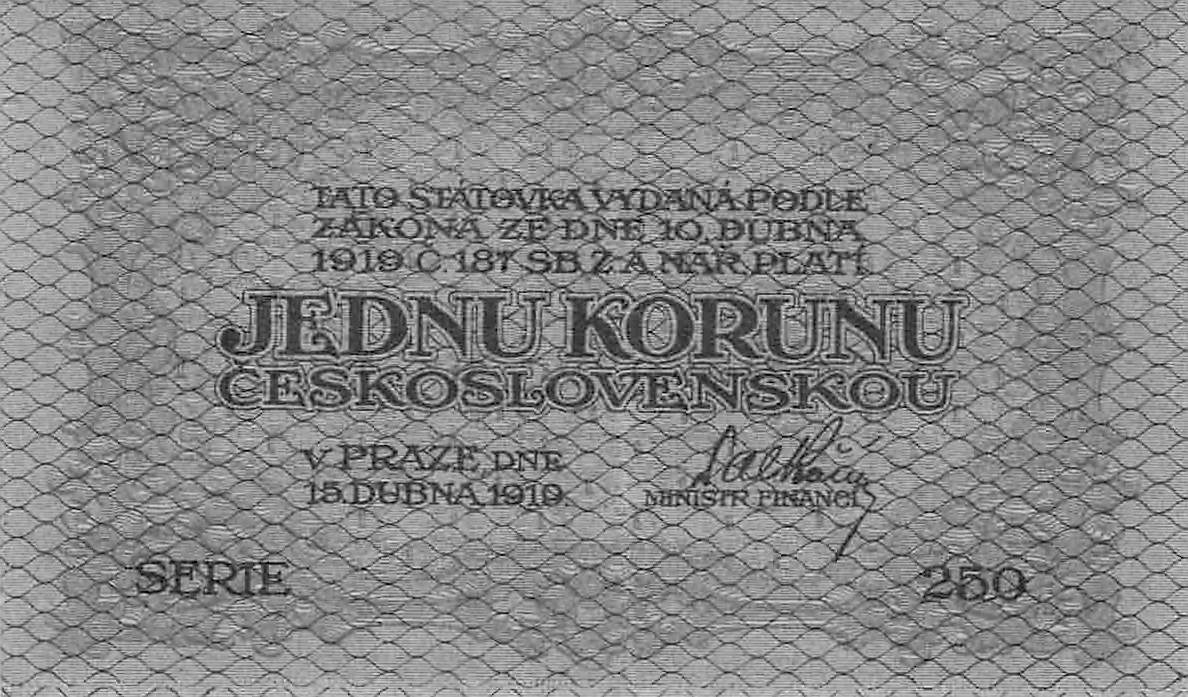 TATO STÁTOVKA VYDANÁ PODLE
ZÁKONA ZE DNE 10. DUBNA
1919 Č. 187 SB. Z. A NAŘ. PLATÍ
JEDNU KORUNU
ČESKOSLOVENSKOU
V PRAZE DNE
15. DUBNA 1919.
MINISTR FINANCÍ
SERIE 250